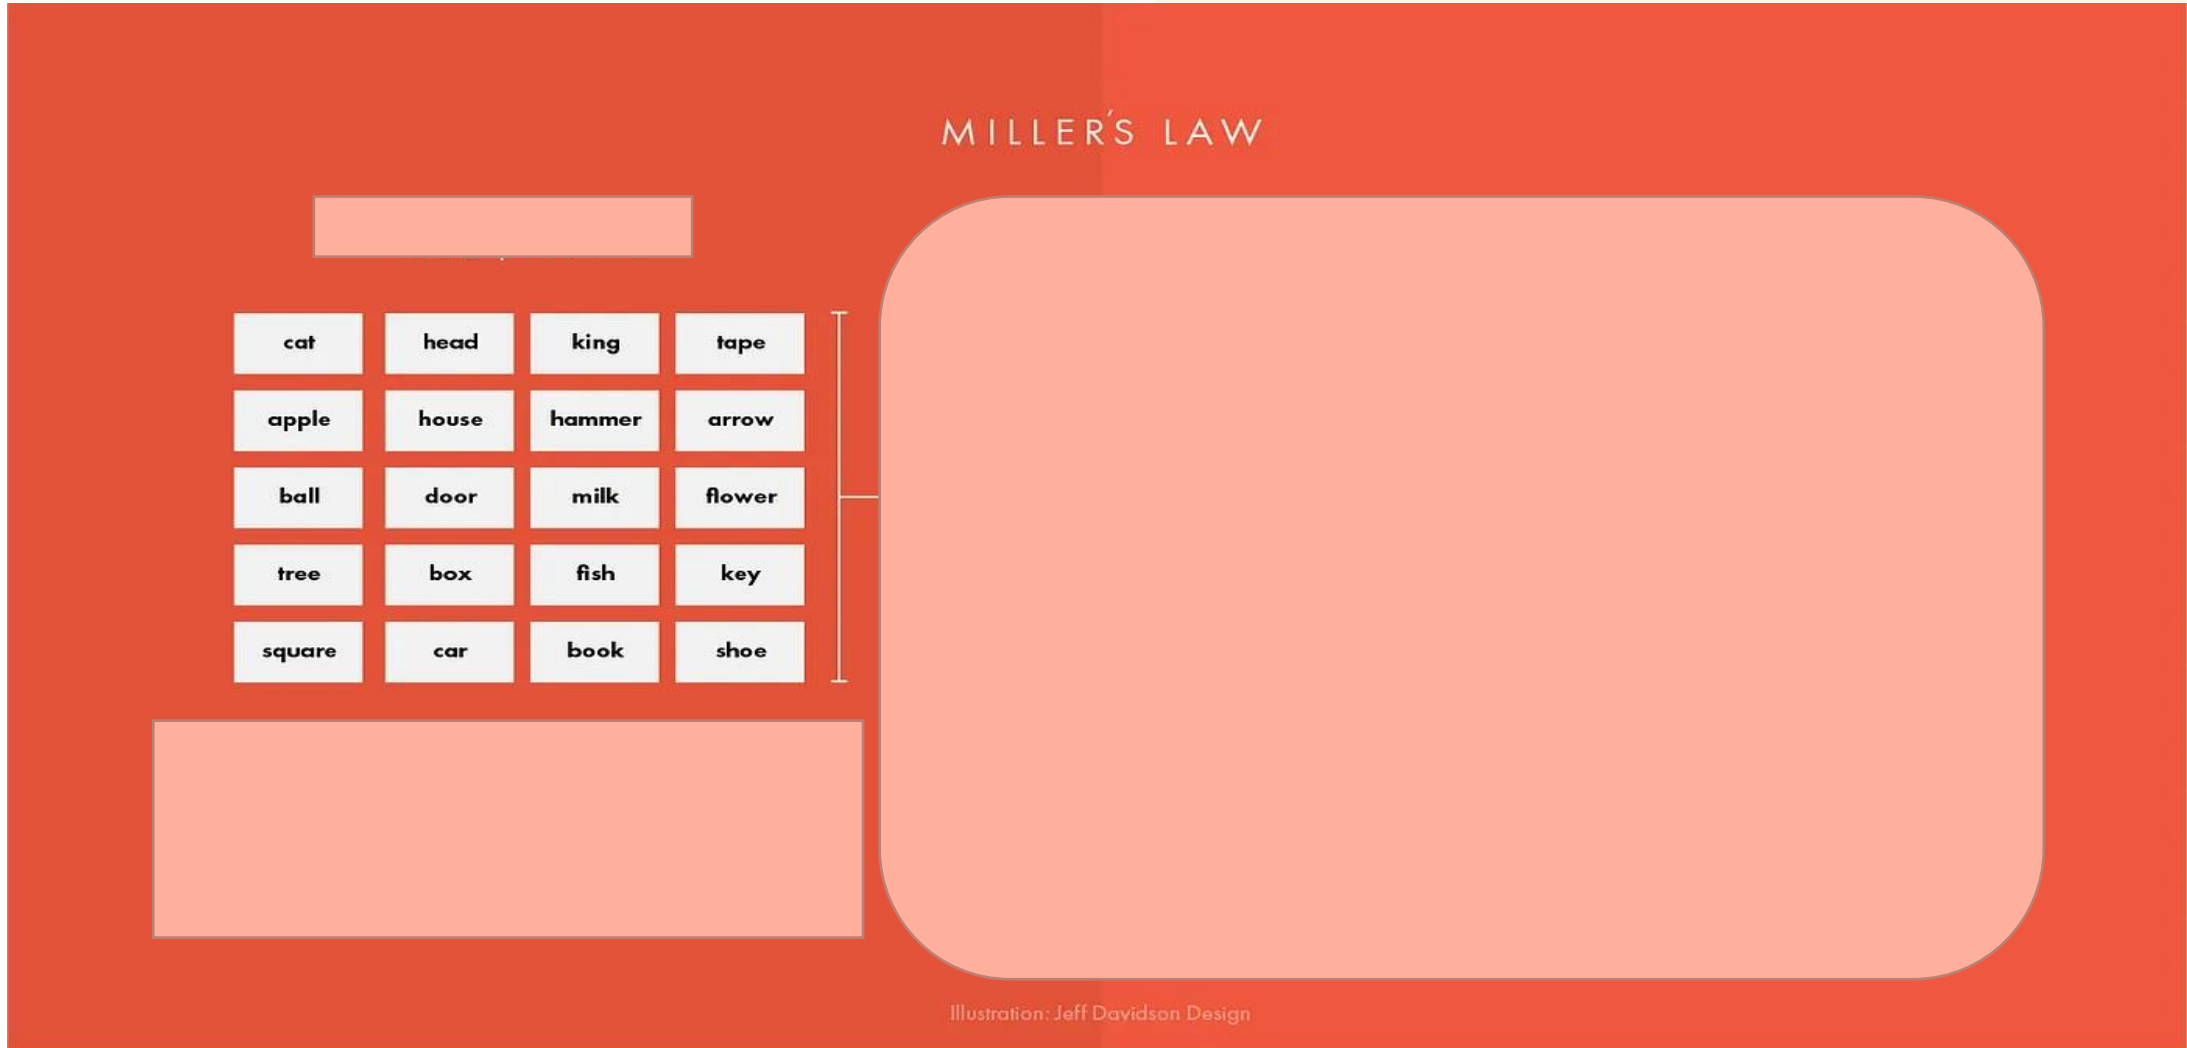 MILLER'S LAW
cat head king tape
apple house hammer arrow
ball door milk flower
tree box fish key
square car book shoe
Illustration: Jeff Davidson Design